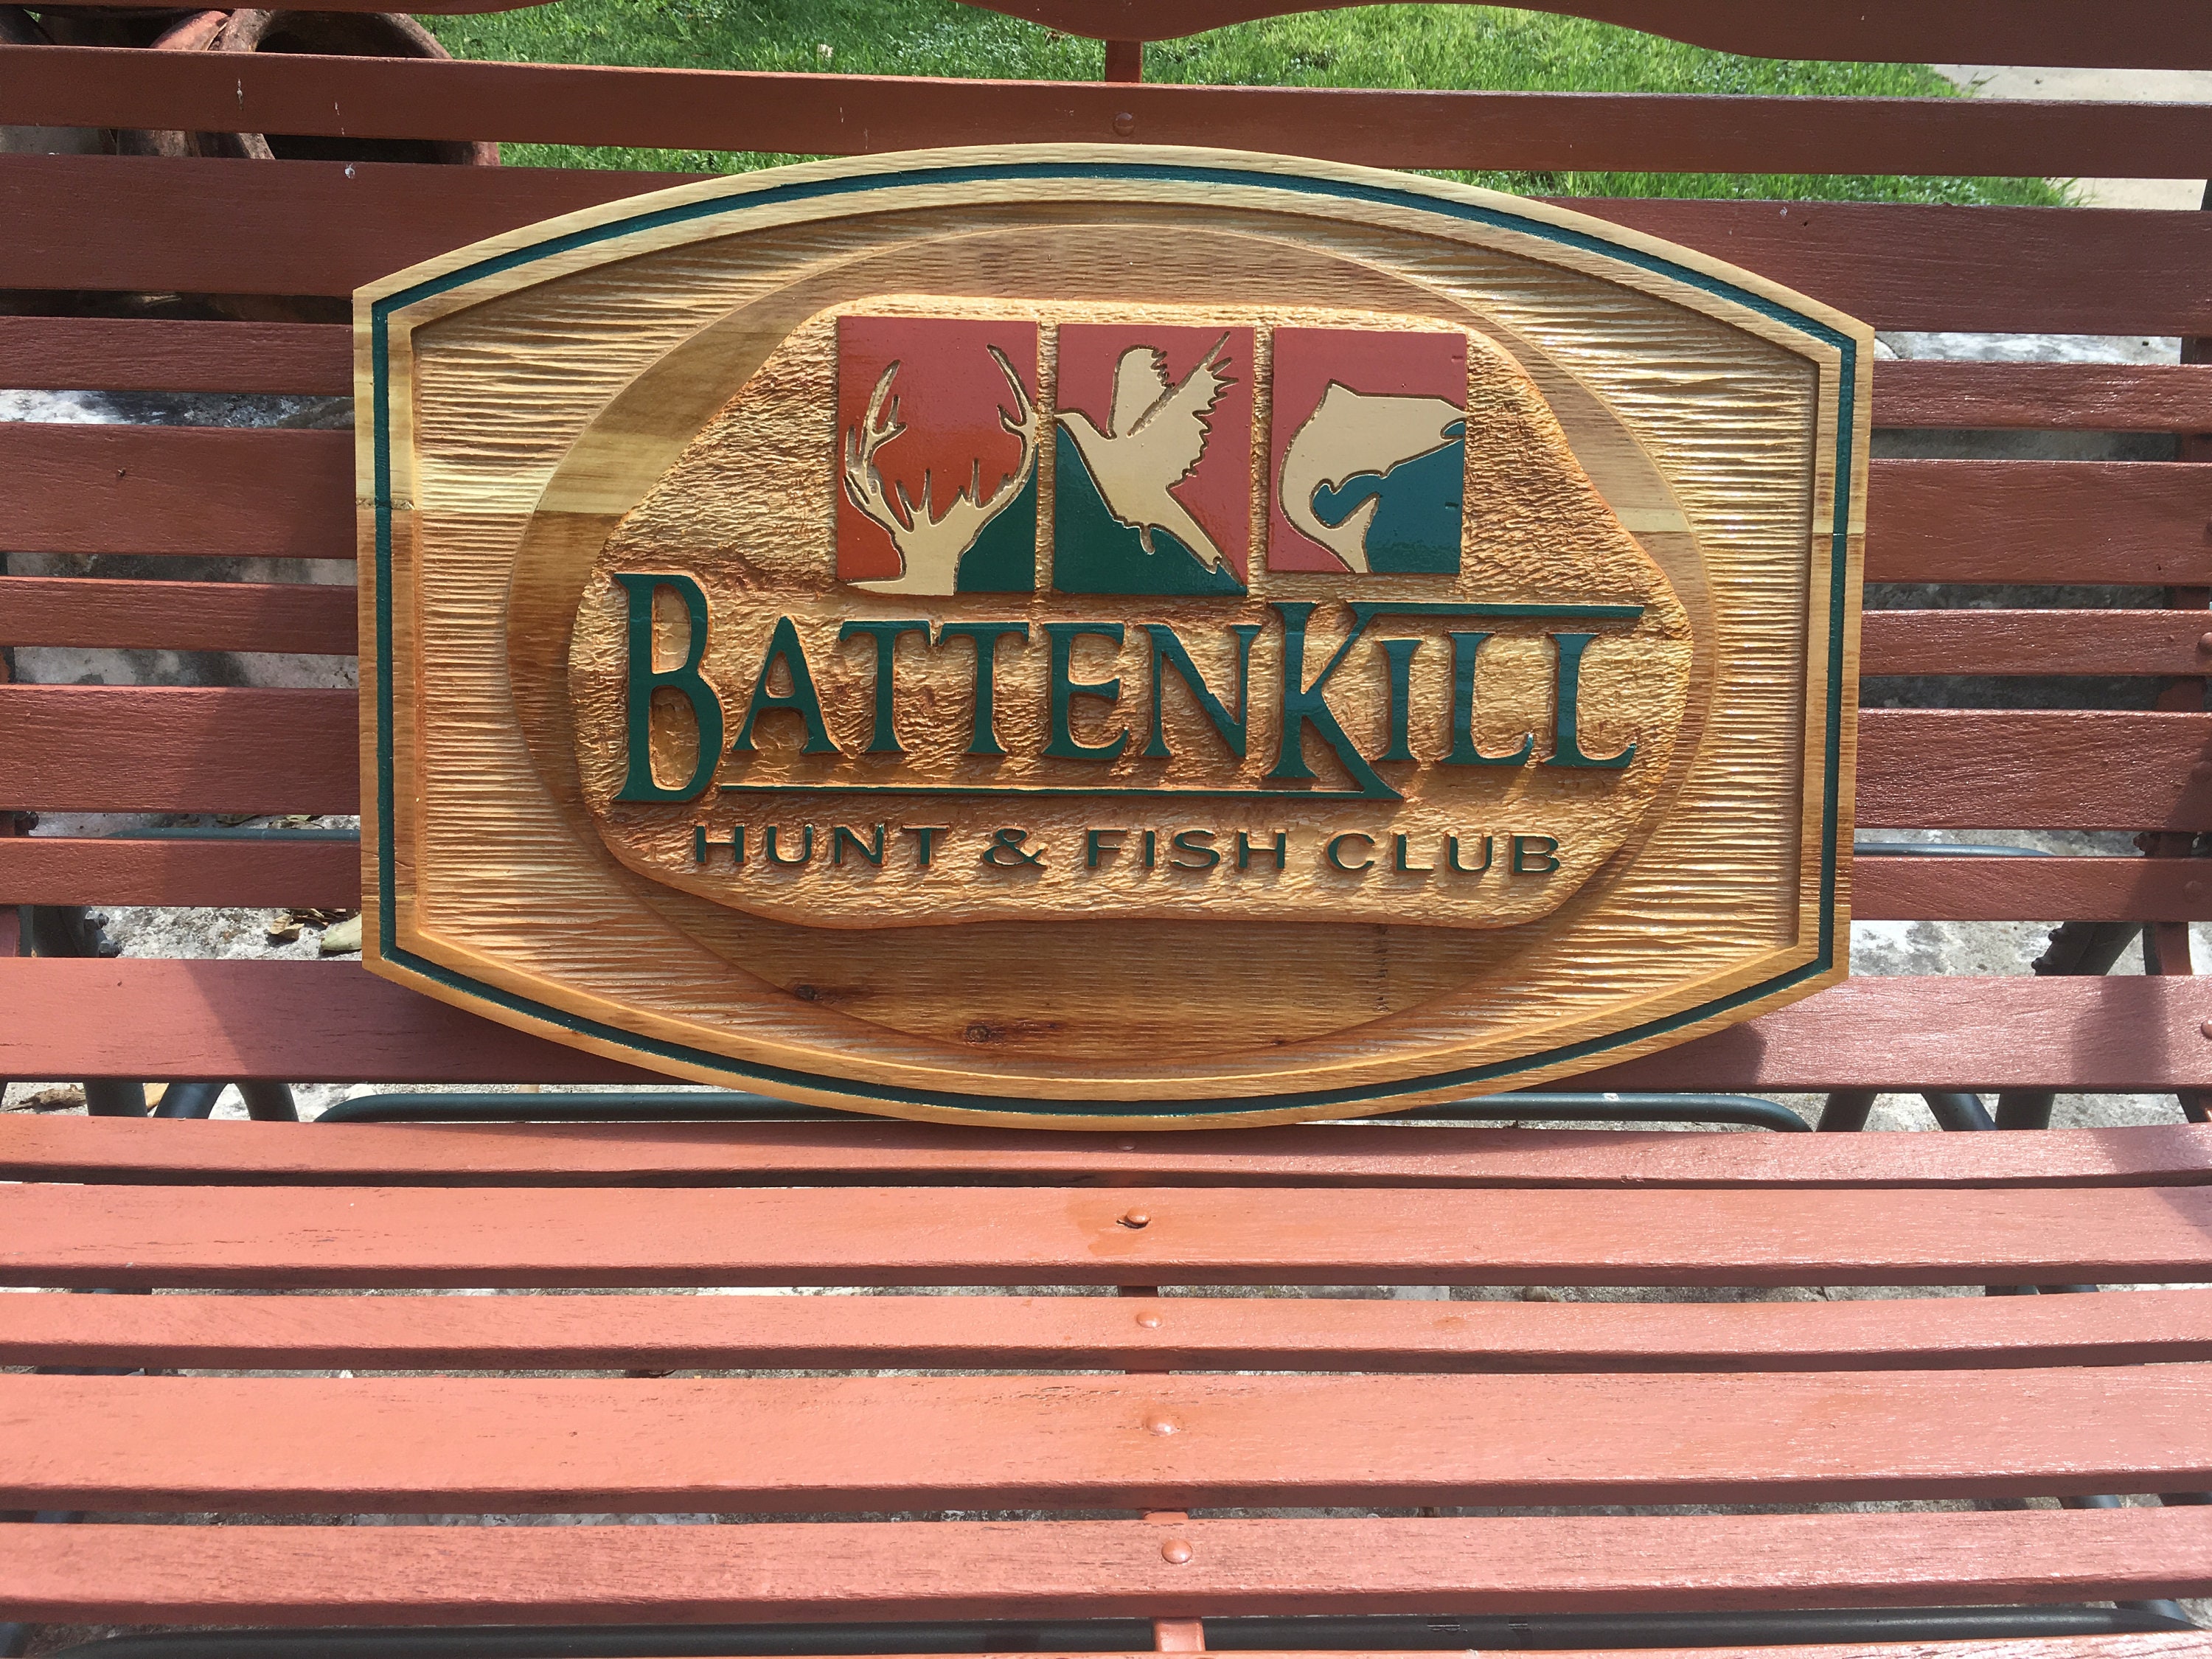 BATTENKILL
HUNT & FISH CLUB